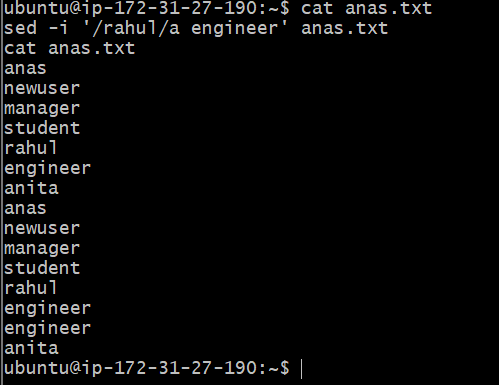 ubuntu@ip-172-31-27-190:~$ cat anas.txt
sed -i '/rahul/a engineer' anas.txt
cat anas.txt
anas
newuser
manager
student
rahul
engineer
anita
anas
newuser
manager
student
rahul
engineer
engineer
anita
ubuntu@ip-172-31-27-190:~$